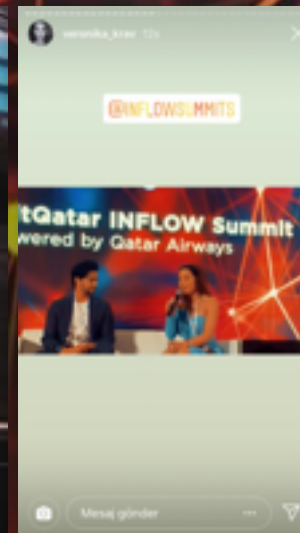 veronika_krav 12s
@INFLOWSUMMITS
tQatar INFLOW Summit
wered by Qatar Airways
Mesaj gönder